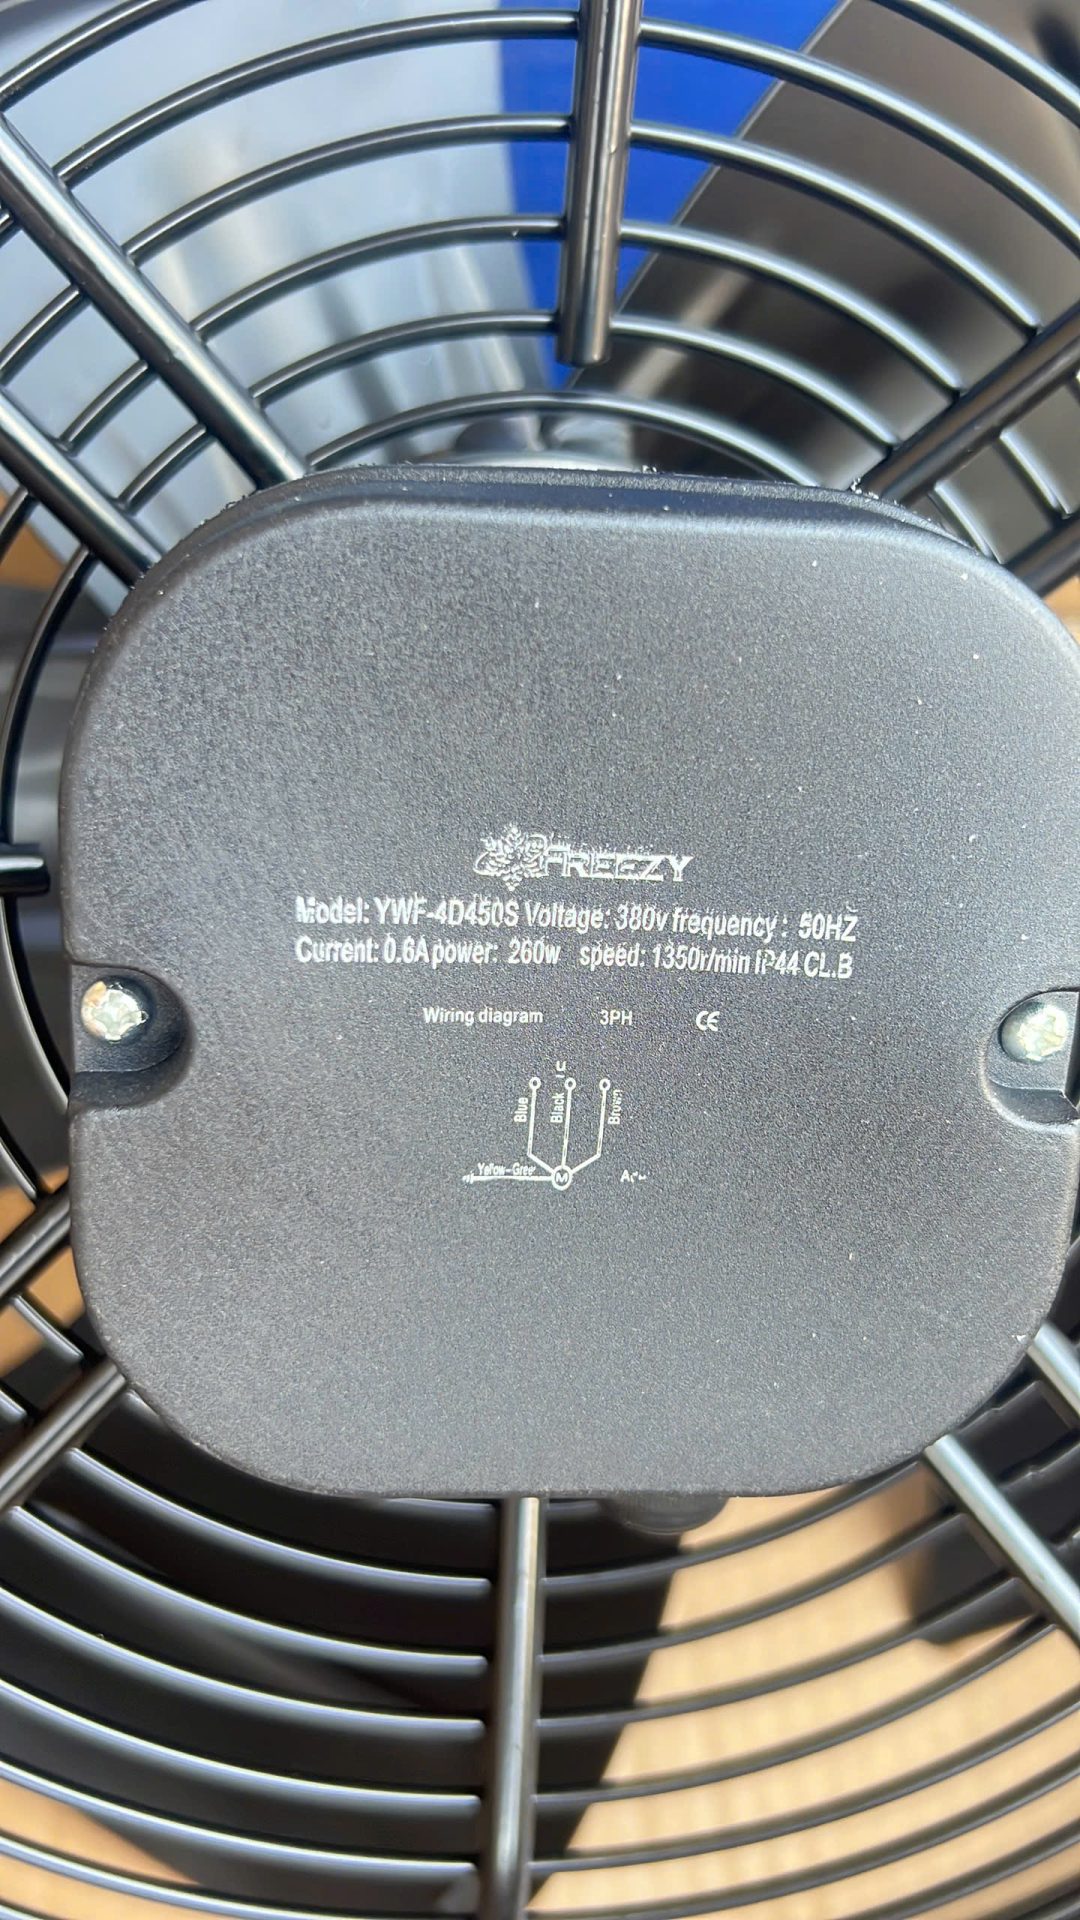 FREEZY
Model: YWF-4D450S Voltage: 380v frequency: 50HZ
Current: 0.6A power: 260w speed: 1350r/min IP44 CL.B
Wiring diagram 3PH CE
U
Blue
Black
Brown
M